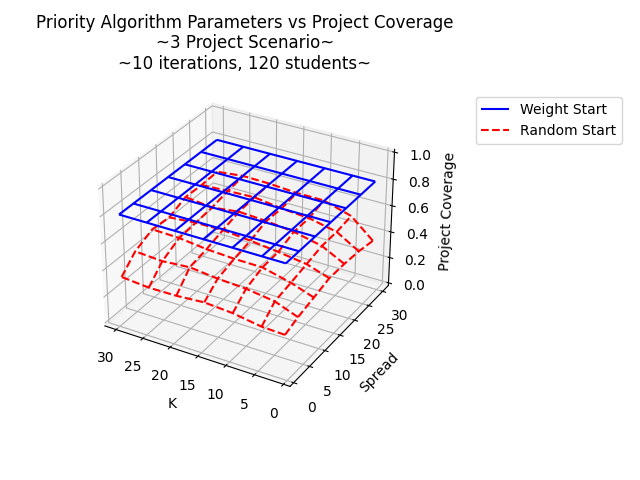 Priority Algorithm Parameters vs Project Coverage
~3 Project Scenario~
~10 iterations, 120 students~
Weight Start
Random Start
1.0
0.8
0.6
0.4
0.2
0.0
Project Coverage
30
25
20
15
10
5
0
Spread
30
25
20
15
10
5
0
K